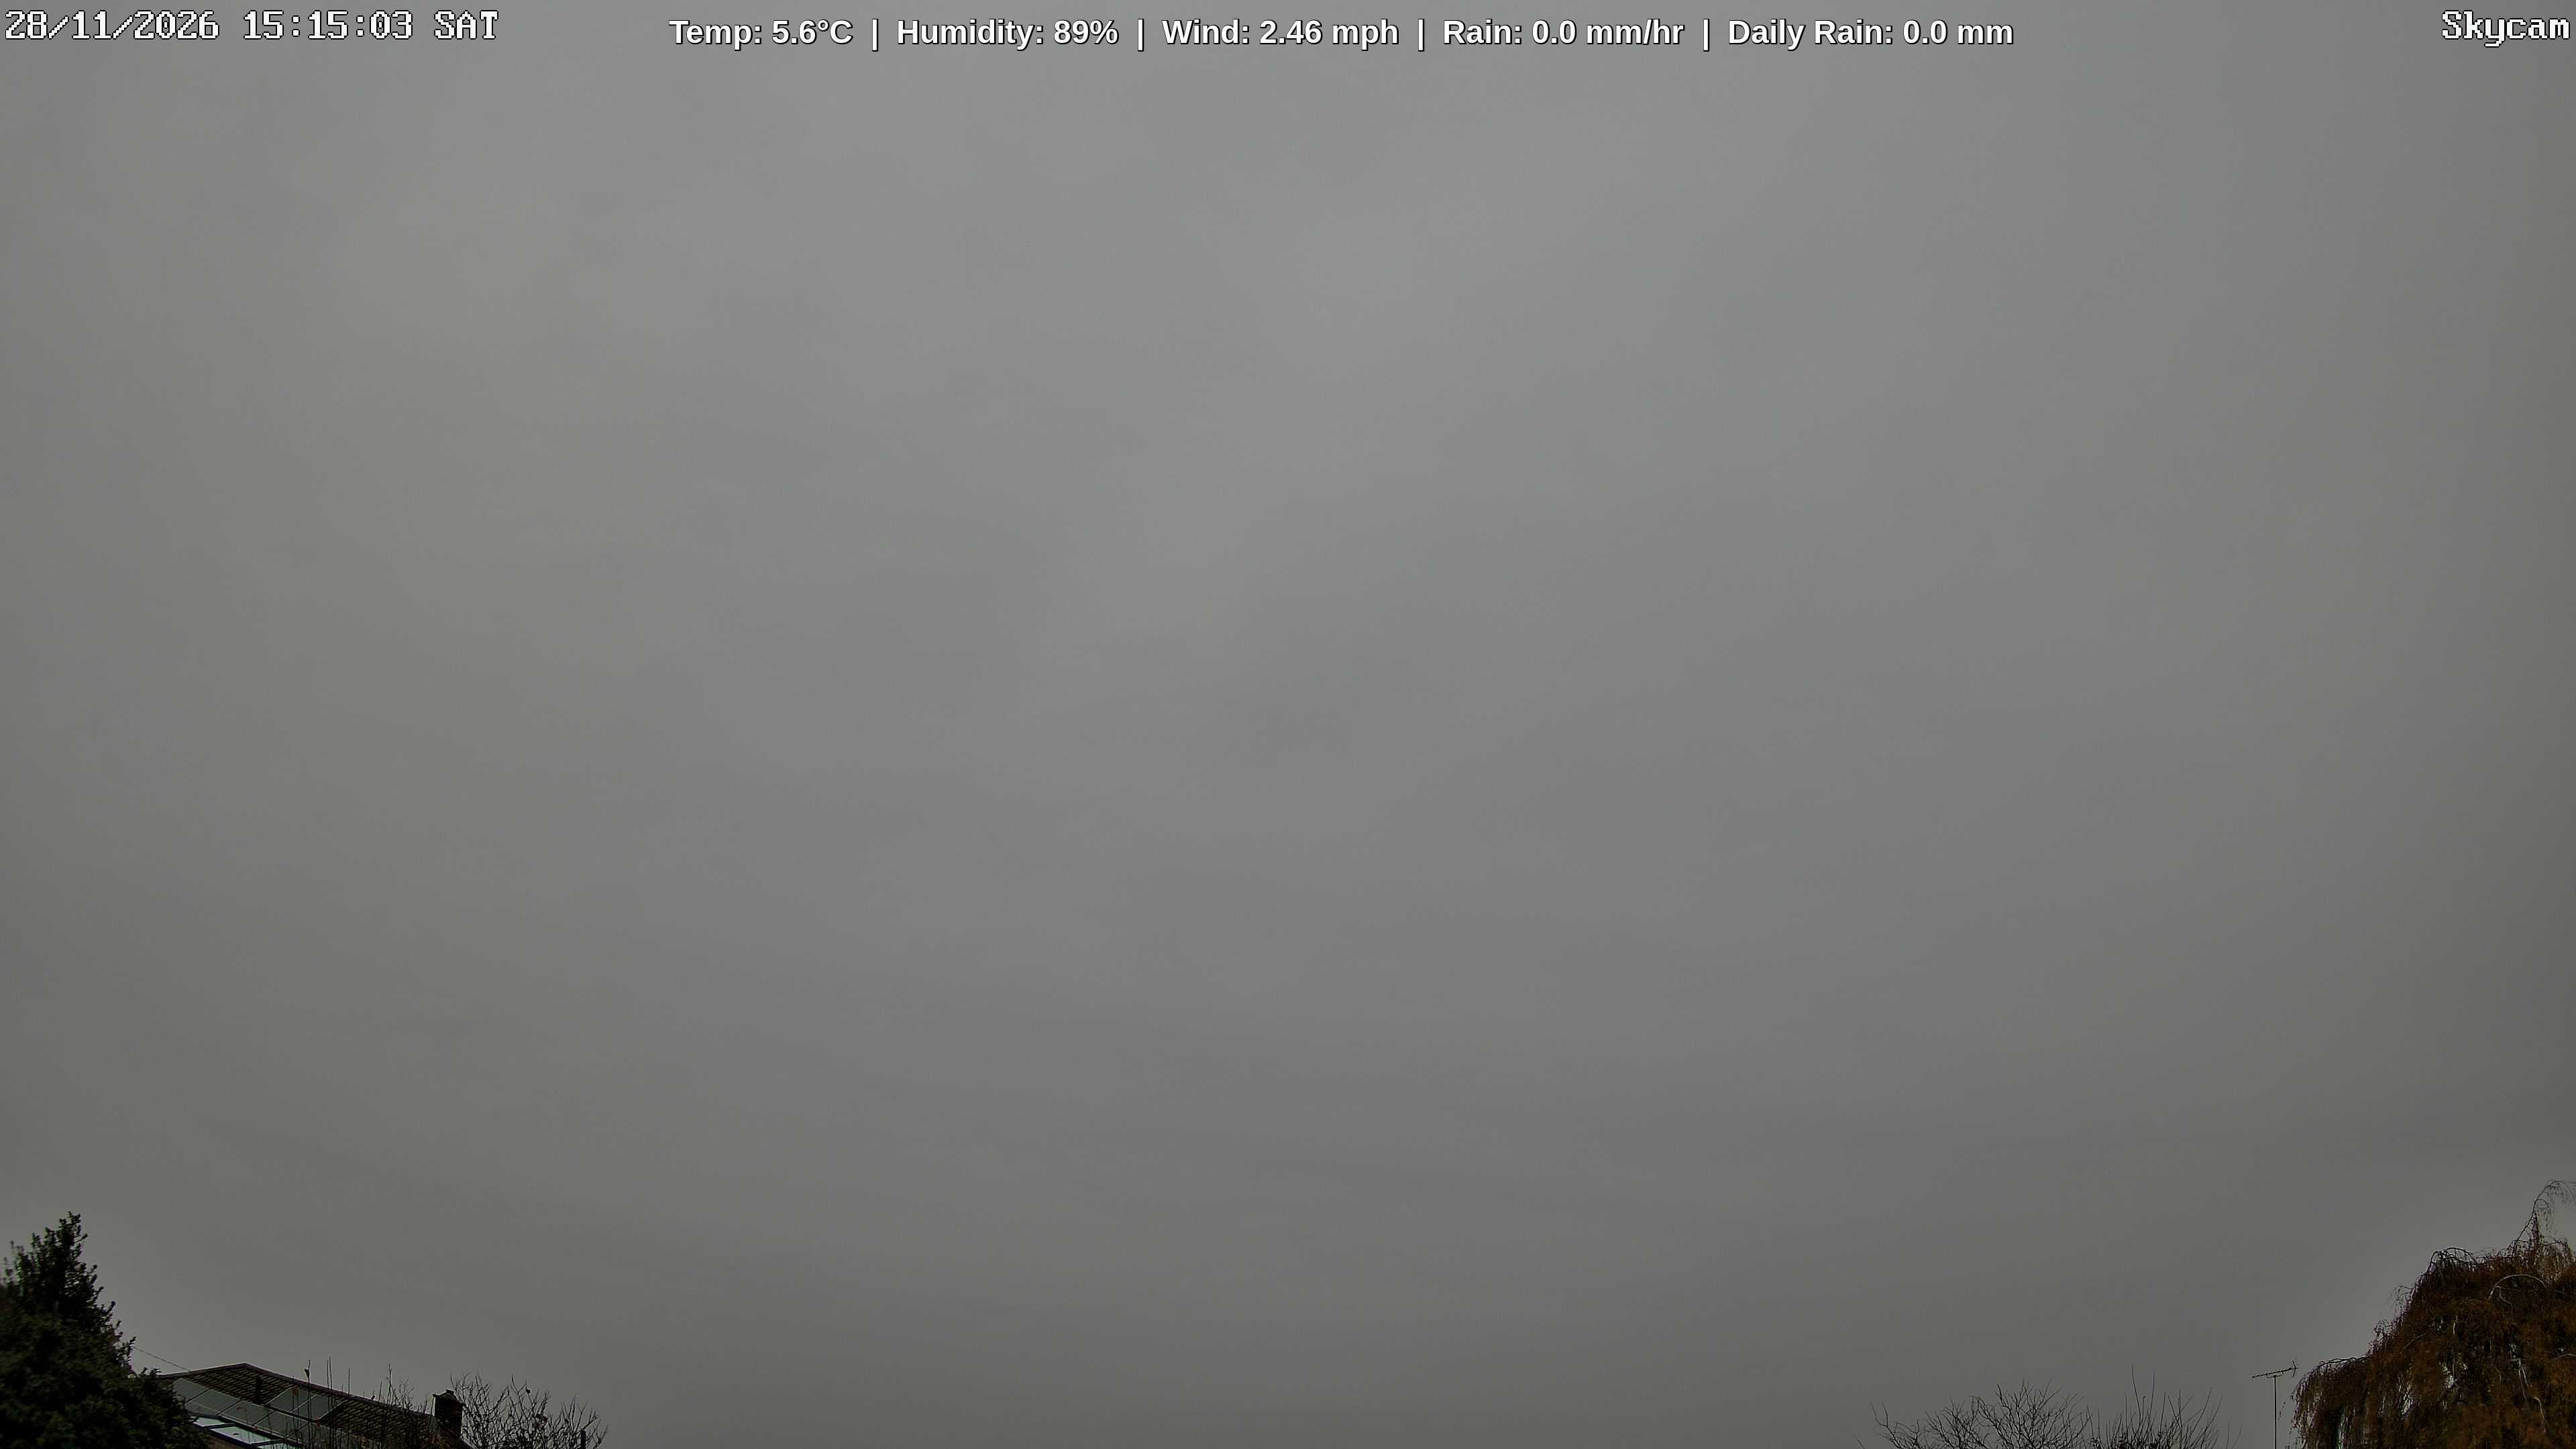 28/11/2026 15:15:03 SAT
Temp: 5.6°C | Humidity: 89% | Wind: 2.46 mph | Rain: 0.0 mm/hr | Daily Rain: 0.0 mm
Skycam